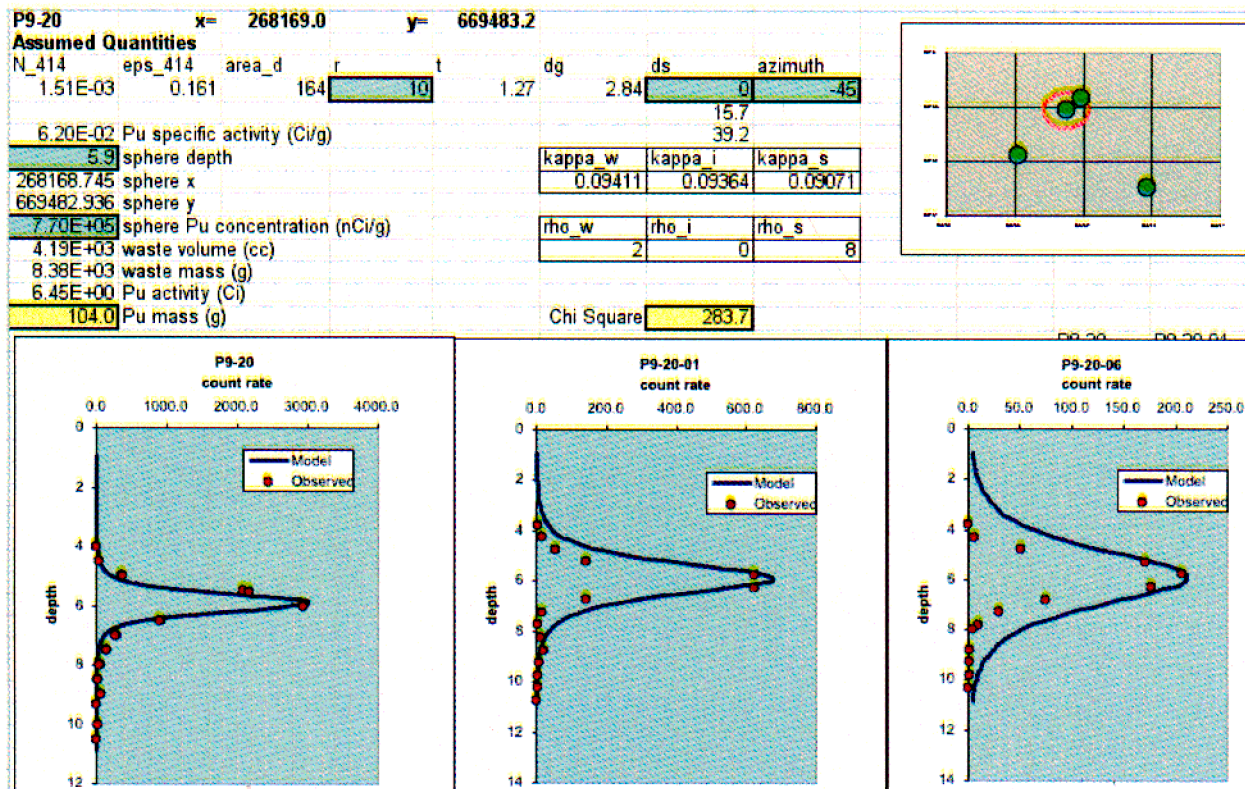 P9-20 x= 268169.0 y= 669483.2
Assumed Quantities
N_414 eps_414 area_d r t dg ds azimuth
1.51E-03 0.161 164 10 1.27 2.84 0 -45
15.7
6.20E-02 Pu specific activity (Ci/g) 39.2
5.9 sphere depth kappa_w kappa_i kappa_s
268168.745 sphere x 0.09411 0.09364 0.09071
669482.936 sphere y
7.70E+05 sphere Pu concentration (nCi/g) rho_w rho_i rho_s
4.19E+03 waste volume (cc) 2 0 8
8.38E+03 waste mass (g)
6.45E+00 Pu activity (Ci)
104.0 Pu mass (g) Chi Square 283.7
P9-20
count rate
0.0 1000.0 2000.0 3000.0 4000.0
0
2
4
6
8
10
12
depth
Model
Observed
P9-20-01
count rate
0.0 200.0 400.0 600.0 800.0
0
2
4
6
8
10
12
14
depth
Model
Observed
P9-20-06
count rate
0.0 50.0 100.0 150.0 200.0 250.0
0
2
4
6
8
10
12
14
depth
Model
Observed